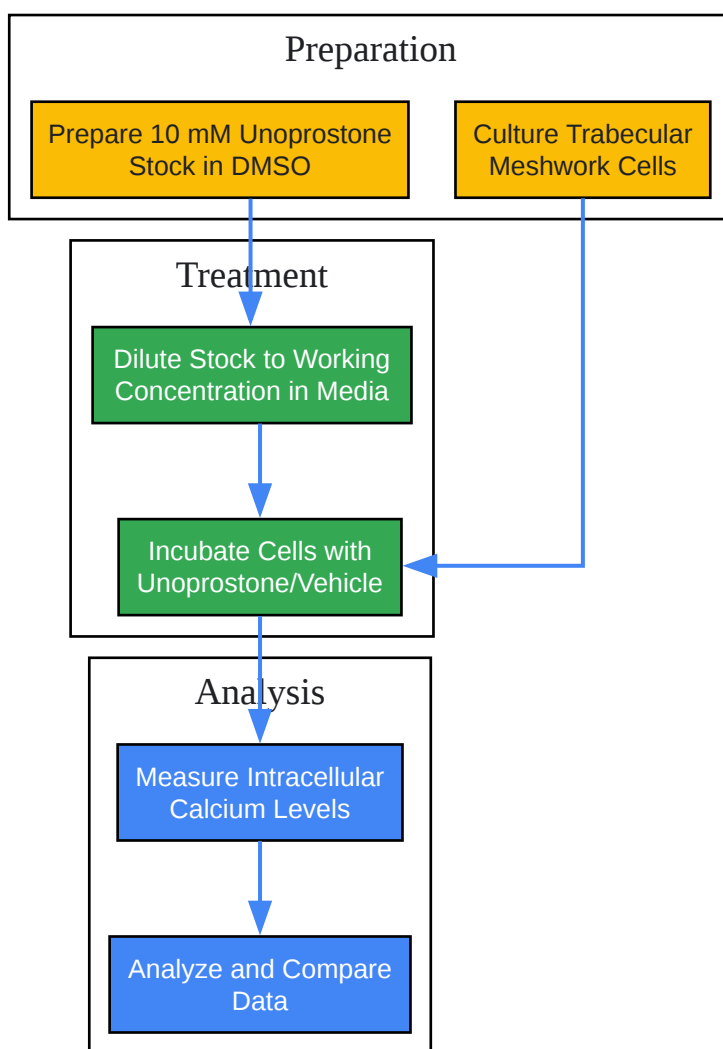 Preparation
Prepare 10 mM Unoprostone
Stock in DMSO
Culture Trabecular
Meshwork Cells
Treatment
Dilute Stock to Working
Concentration in Media
Incubate Cells with
Unoprostone/Vehicle
Analysis
Measure Intracellular
Calcium Levels
Analyze and Compare
Data